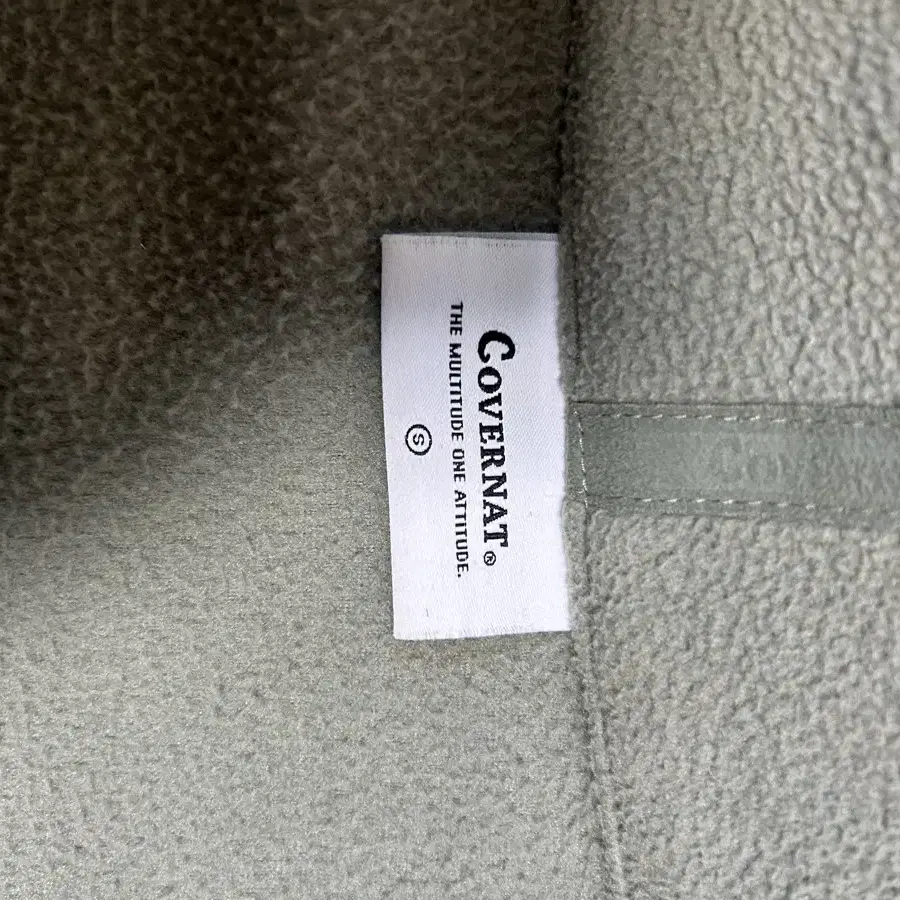 COVERNAT®
THE MULTITUDE ONE ATTITUDE.
S